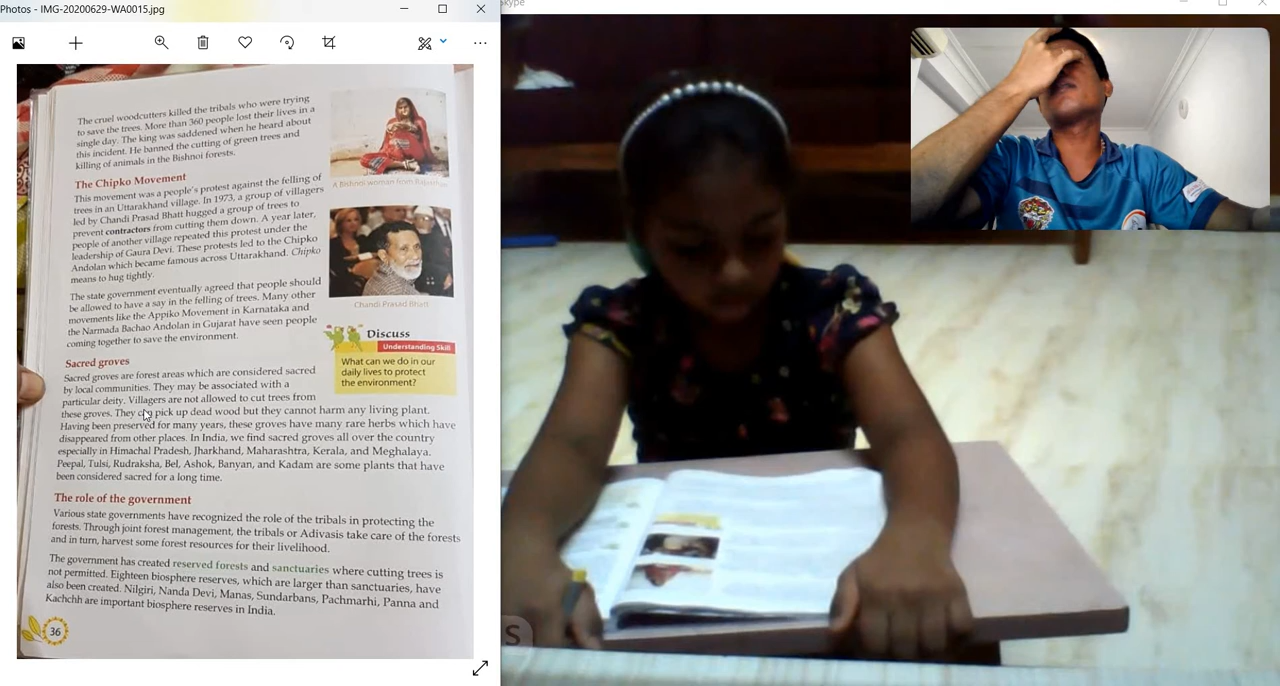 Photos - IMG-20200629-WA0015.jpg
The cruel woodcutters killed the tribals who were trying
to save the trees. More than 360 people lost their lives in a
single day. The king was saddened when he heard about
this incident. He banned the cutting of green trees and
killing of animals in the Bishnoi forests.
A Bishnoi woman from Rajasthan
The Chipko Movement
This movement was a people's protest against the felling of
trees in an Uttarakhand village. In 1973, a group of villagers
led by Chandi Prasad Bhatt hugged a group of trees to
prevent contractors from cutting them down. A year later,
people of another village repeated this protest under the
leadership of Gaura Devi. These protests led to the Chipko
Andolan which became famous across Uttarakhand. Chipko
means to hug tightly.
Chandi Prasad Bhatt
The state government eventually agreed that people should
be allowed to have a say in the felling of trees. Many other
movements like the Appiko Movement in Karnataka and
the Narmada Bachao Andolan in Gujarat have seen people
coming together to save the environment.
Discuss
Understanding Skill
What can we do in our
daily lives to protect
the environment?
Sacred groves
Sacred groves are forest areas which are considered sacred
by local communities. They may be associated with a
particular deity. Villagers are not allowed to cut trees from
these groves. They can pick up dead wood but they cannot harm any living plant.
Having been preserved for many years, these groves have many rare herbs which have
disappeared from other places. In India, we find sacred groves all over the country
especially in Himachal Pradesh, Jharkhand, Maharashtra, Kerala, and Meghalaya.
Peepal, Tulsi, Rudraksha, Bel, Ashok, Banyan, and Kadam are some plants that have
been considered sacred for a long time.
The role of the government
Various state governments have recognized the role of the tribals in protecting the
forests. Through joint forest management, the tribals or Adivasis take care of the forests
and in turn, harvest some forest resources for their livelihood.
The government has created reserved forests and sanctuaries where cutting trees is
not permitted. Eighteen biosphere reserves, which are larger than sanctuaries, have
also been created. Nilgiri, Nanda Devi, Manas, Sundarbans, Pachmarhi, Panna and
Kachchh are important biosphere reserves in India.
36
Skype
S